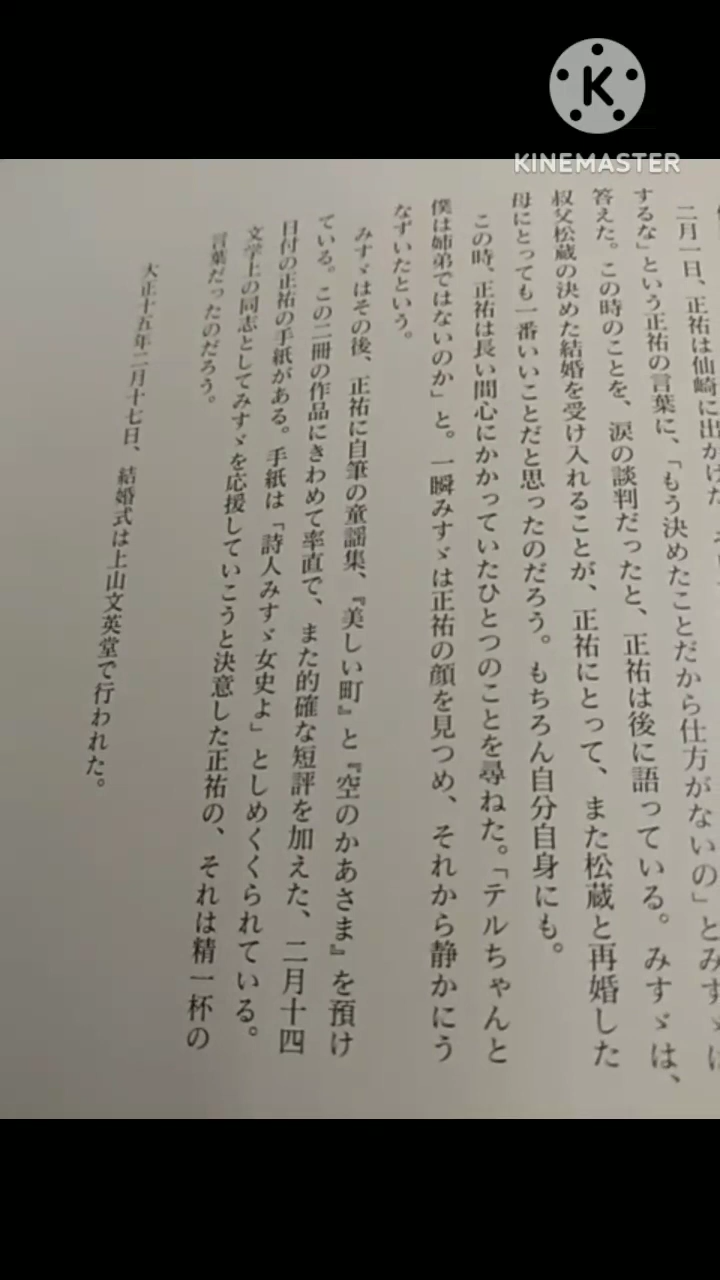 KINEMASTER
二月一日、正祐は仙崎に出かけた
するな」という正祐の言葉に、「もう決めたことだから仕方がないの」とみすゞは
答えた。この時のことを、涙の談判だったと、正祐は後に語っている。みすゞは、
叔父松蔵の決めた結婚を受け入れることが、正祐にとって、また松蔵と再婚した
母にとっても一番いいことだと思ったのだろう。もちろん自分自身にも。
この時、正祐は長い間心にかかっていたひとつのことを尋ねた。「テルちゃんと
僕は姉弟ではないのか」と。一瞬みすゞは正祐の顔を見つめ、それから静かにう
なずいたという。
みすゞはその後、正祐に自筆の童謡集、『美しい町』と『空のかあさま』を預け
ている。この二冊の作品にきわめて率直で、また的確な短評を加えた、二月十四
日付の正祐の手紙がある。手紙は「詩人みすゞ女史よ」としめくくられている。
文学上の同志としてみすゞを応援していこうと決意した正祐の、それは精一杯の
言葉だったのだろう。
大正十五年二月十七日、結婚式は上山文英堂で行われた。